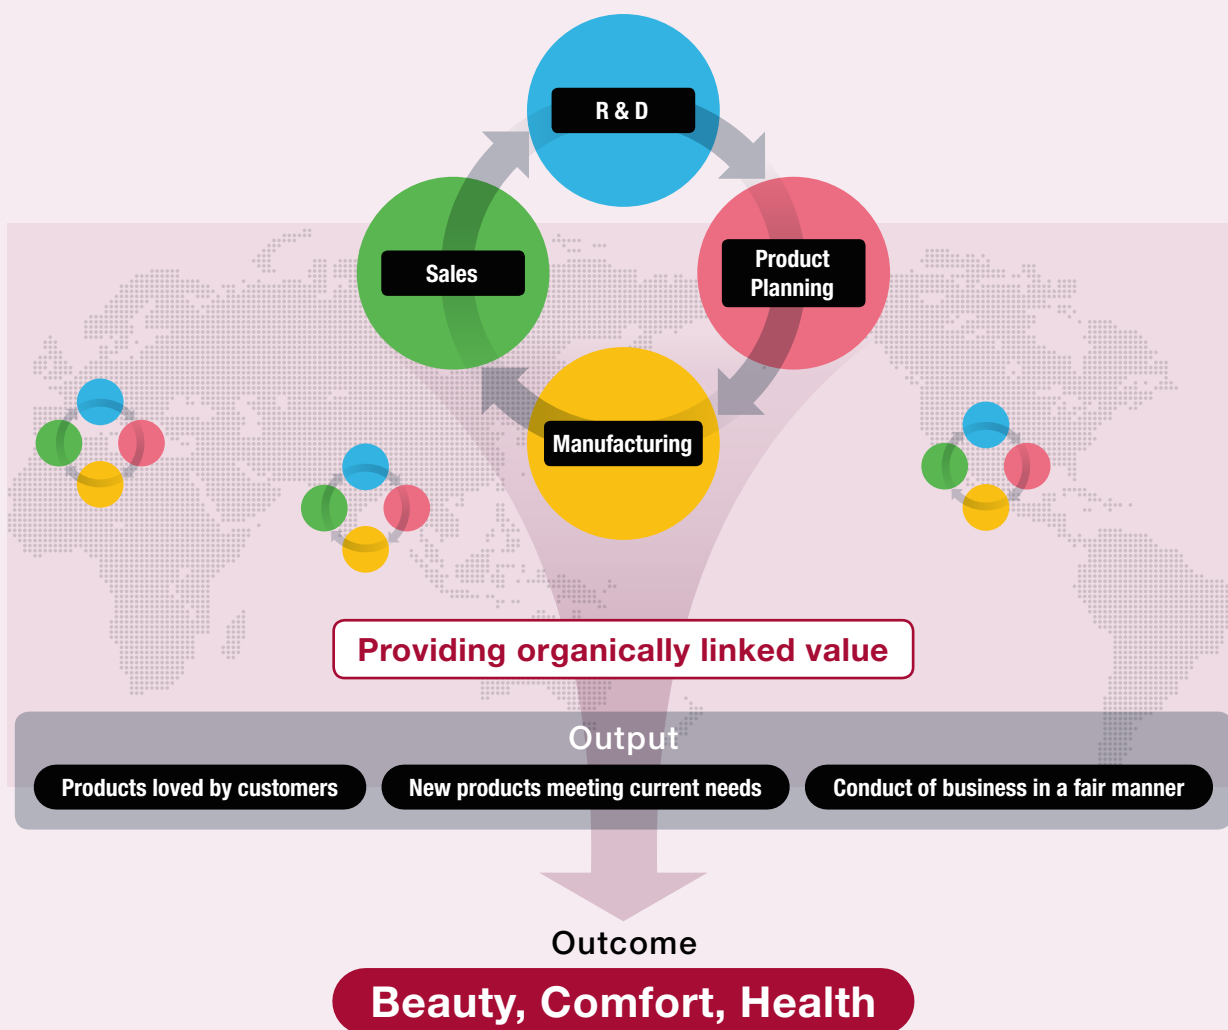 R & D
Sales
Product
Planning
Manufacturing
Providing organically linked value
Output
Products loved by customers
New products meeting current needs
Conduct of business in a fair manner
Outcome
Beauty, Comfort, Health